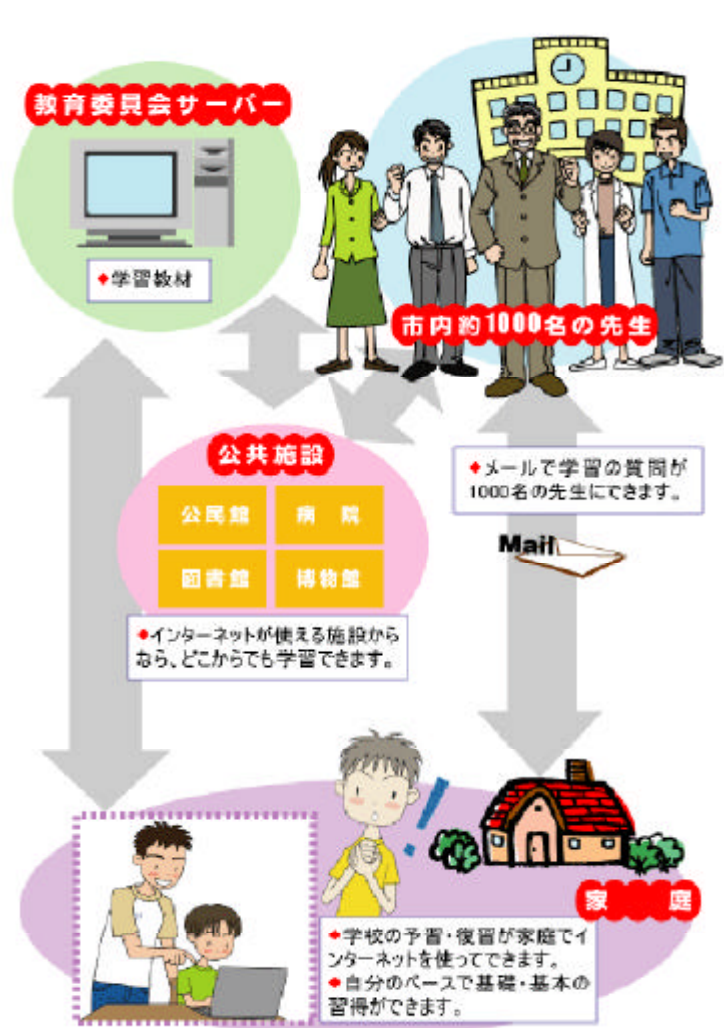 教育委員会サーバー
◆学習教材
市内約1000名の先生
公共施設
公民館
病 院
図書館
博物館
◆メールで学習の質問が
1000名の先生にできます。
Mail
◆インターネットが使える施設から
なら、どこからでも学習できます。
家 庭
◆学校の予習・復習が家庭でイ
ンターネットを使ってできます。
◆自分のペースで基礎・基本の
習得ができます。